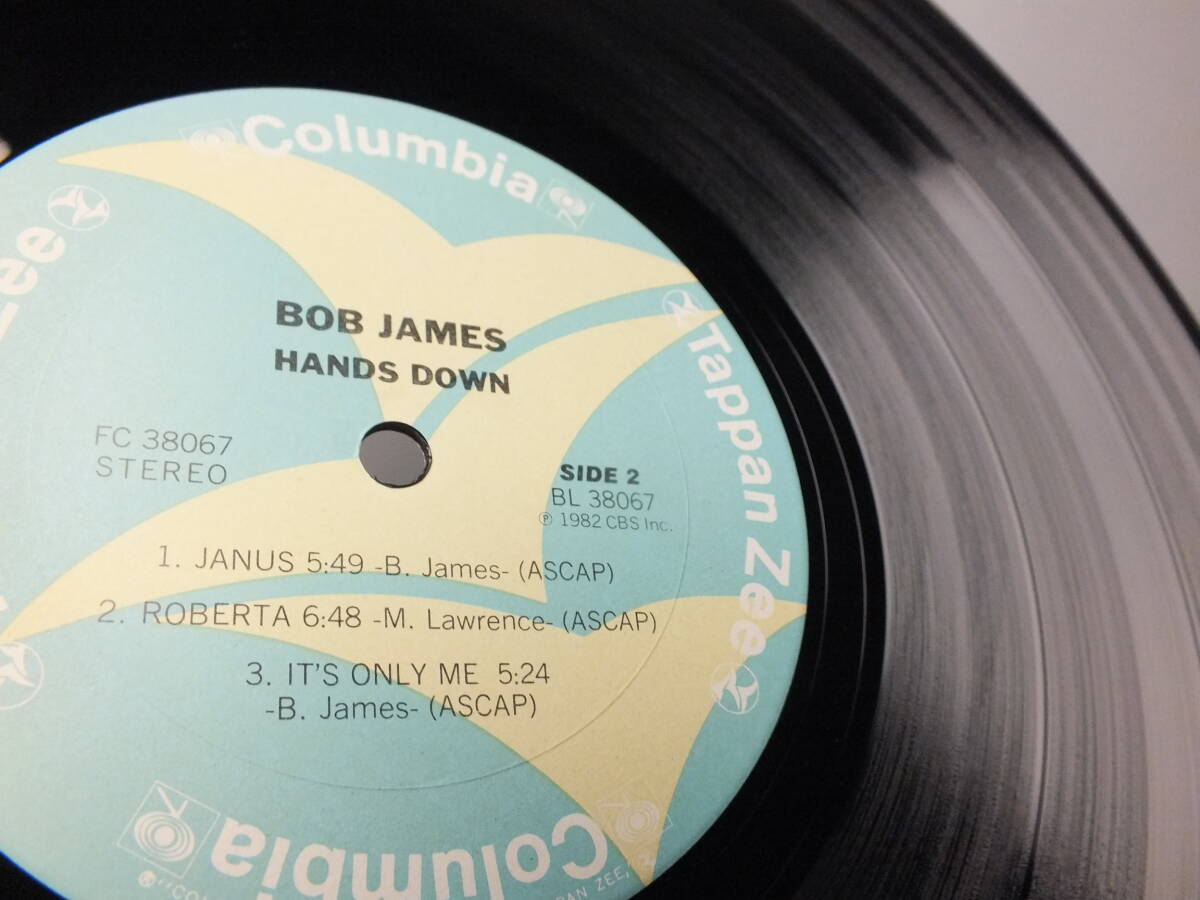 Columbia
Zee
Tappan Zee
BOB JAMES
HANDS DOWN
FC 38067
STEREO
SIDE 2
BL 38067
℗ 1982 CBS Inc.
1. JANUS 5:49 -B. James- (ASCAP)
2. ROBERTA 6:48 -M. Lawrence- (ASCAP)
3. IT'S ONLY ME 5:24
-B. James- (ASCAP)
Columbia